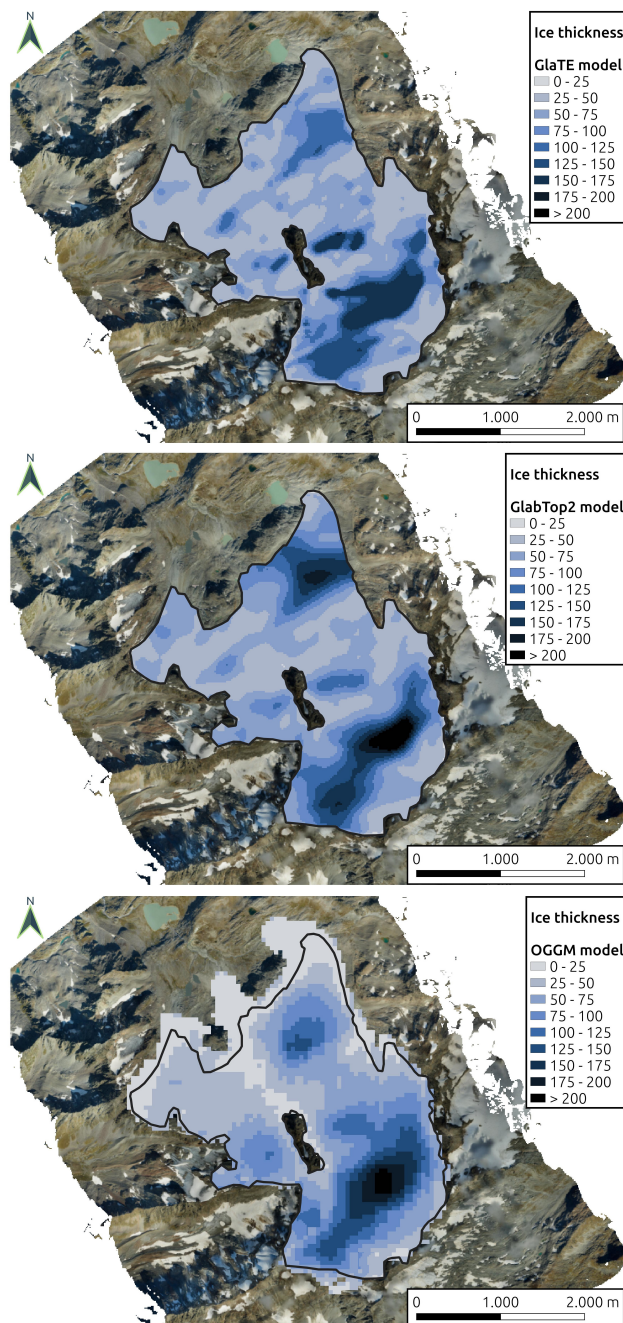 N
Ice thickness
GlaTE model
0 - 25
25 - 50
50 - 75
75 - 100
100 - 125
125 - 150
150 - 175
175 - 200
> 200
0 1.000 2.000 m
N
Ice thickness
GlabTop2 model
0 - 25
25 - 50
50 - 75
75 - 100
100 - 125
125 - 150
150 - 175
175 - 200
> 200
0 1.000 2.000 m
N
Ice thickness
OGGM model
0 - 25
25 - 50
50 - 75
75 - 100
100 - 125
125 - 150
150 - 175
175 - 200
> 200
0 1.000 2.000 m